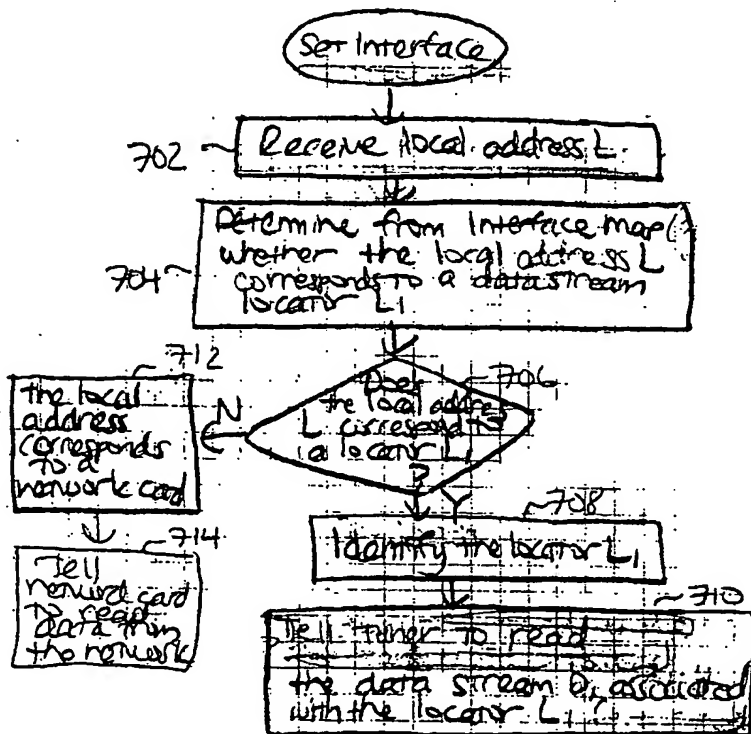 Set Interface
702
Receive local address L
704
Determine from Interface map
whether the local address L
corresponds to a data stream
locator L1
706
Does
the local address
L correspond to
a locator L1
?
N
712
the local
address
corresponds
to a
network card
714
Tell
network card
to read
data from
the network
Y
708
Identify the locator L1
710
Tell tuner to read
the data stream D1 associated
with the locator L1